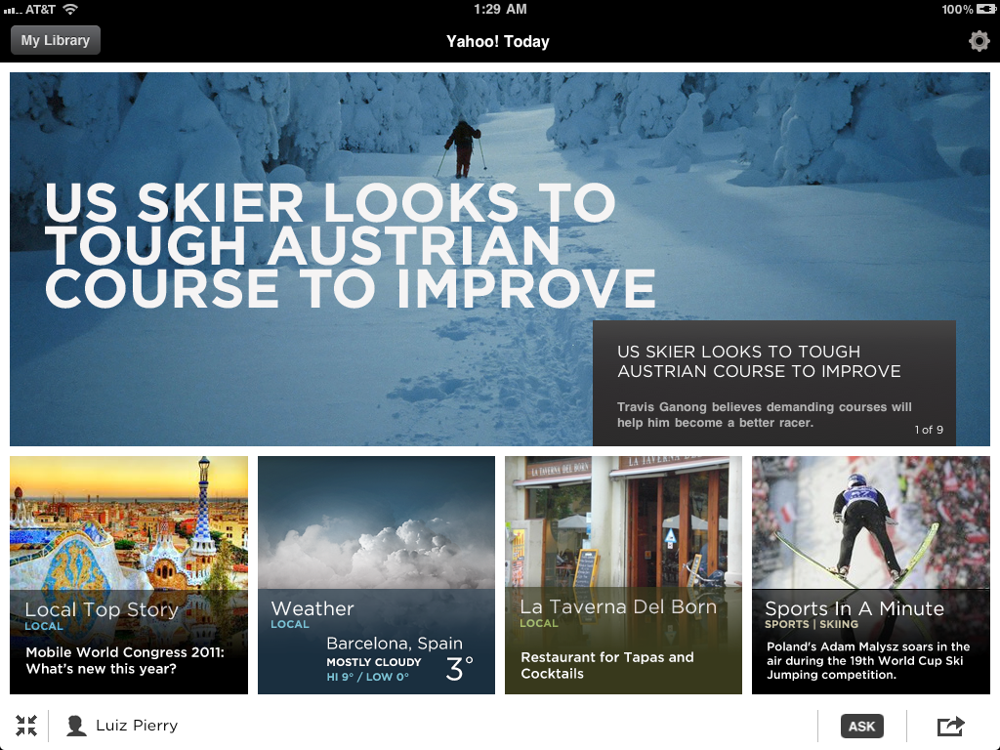 AT&T
1:29 AM
100%
My Library
Yahoo! Today
US SKIER LOOKS TO
TOUGH AUSTRIAN
COURSE TO IMPROVE
US SKIER LOOKS TO TOUGH
AUSTRIAN COURSE TO IMPROVE
Travis Ganong believes demanding courses will
help him become a better racer.
1 of 9
Local Top Story
LOCAL
Mobile World Congress 2011:
What's new this year?
Weather
LOCAL
Barcelona, Spain
MOSTLY CLOUDY
HI 9° / LOW 0°
3°
LA TAVERNA DEL BORN
LA TAVERNA DEL
La Taverna Del Born
LOCAL
Restaurant for Tapas and
Cocktails
Sports In A Minute
SPORTS | SKIING
Poland's Adam Malysz soars in the
air during the 19th World Cup Ski
Jumping competition.
Luiz Pierry
ASK